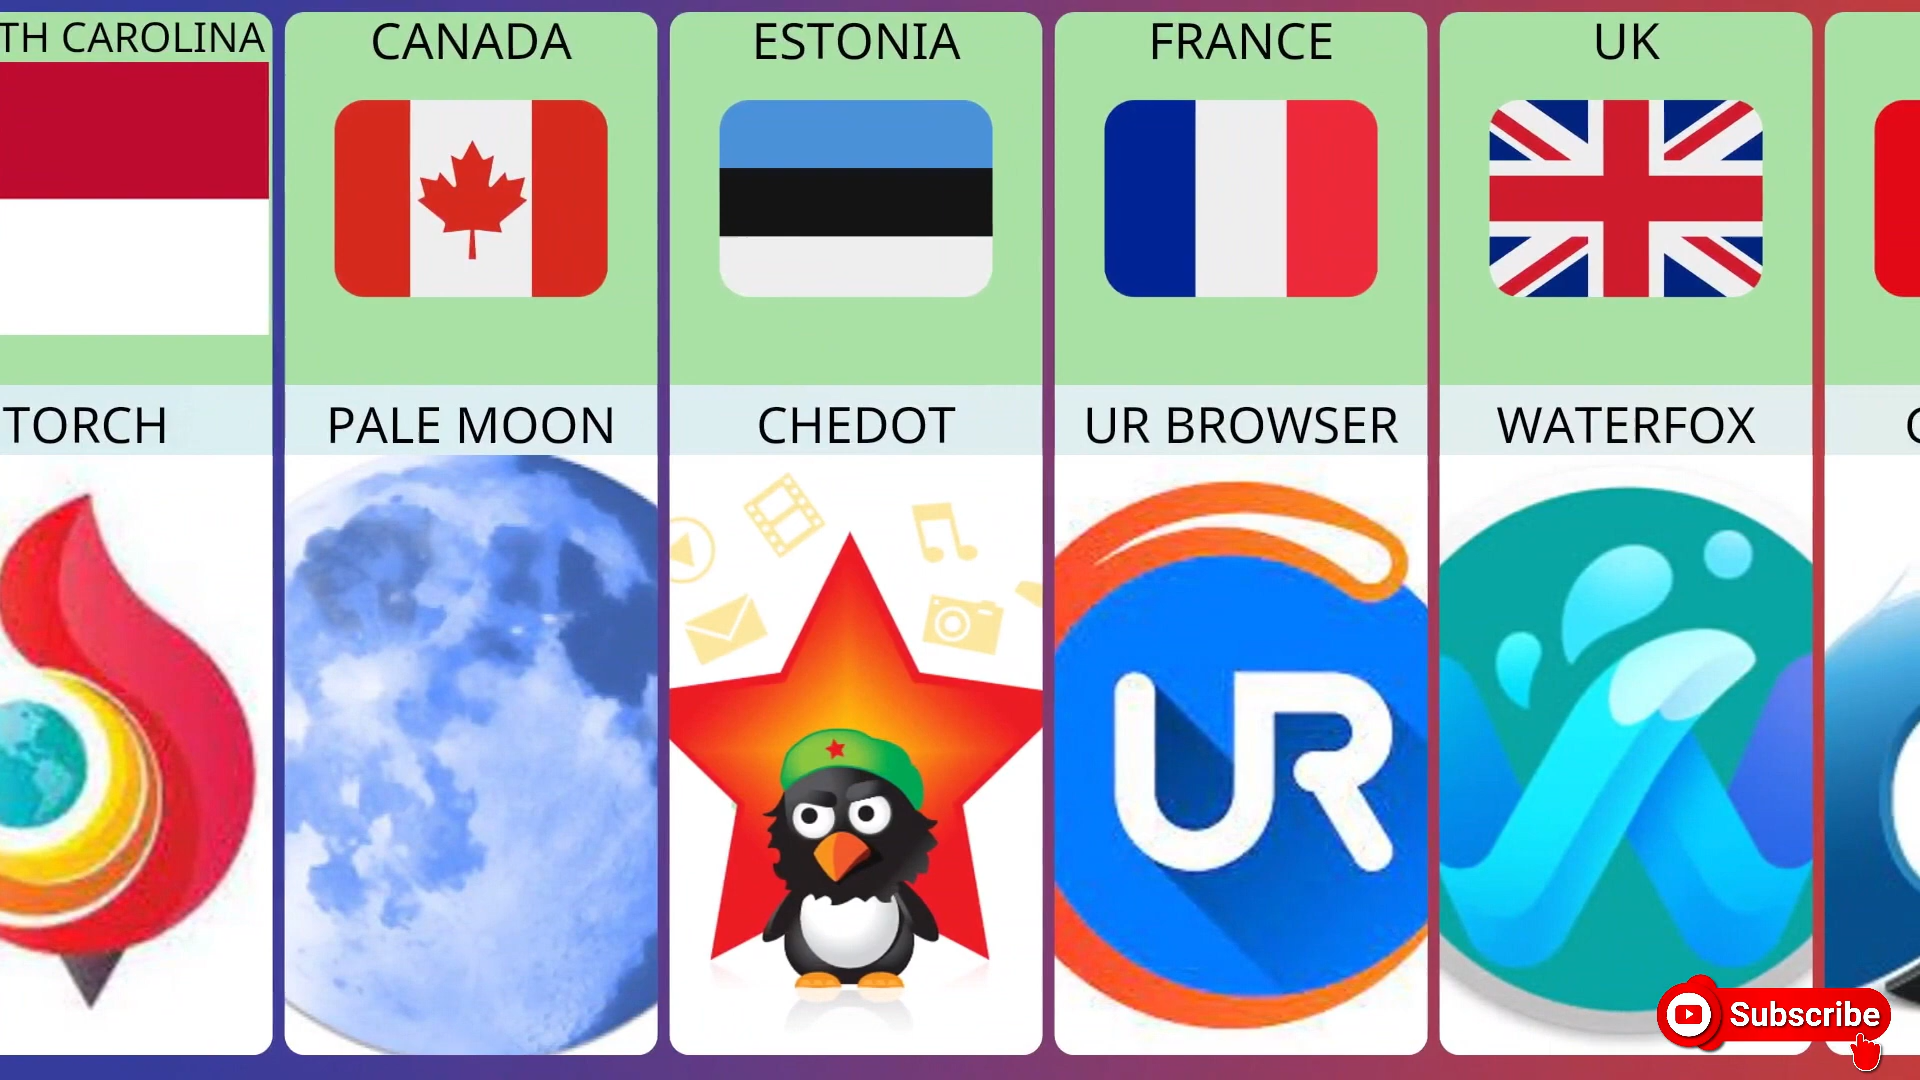 TH CAROLINA
CANADA
ESTONIA
FRANCE
UK
TORCH
PALE MOON
CHEDOT
UR BROWSER
WATERFOX
UR
Subscribe